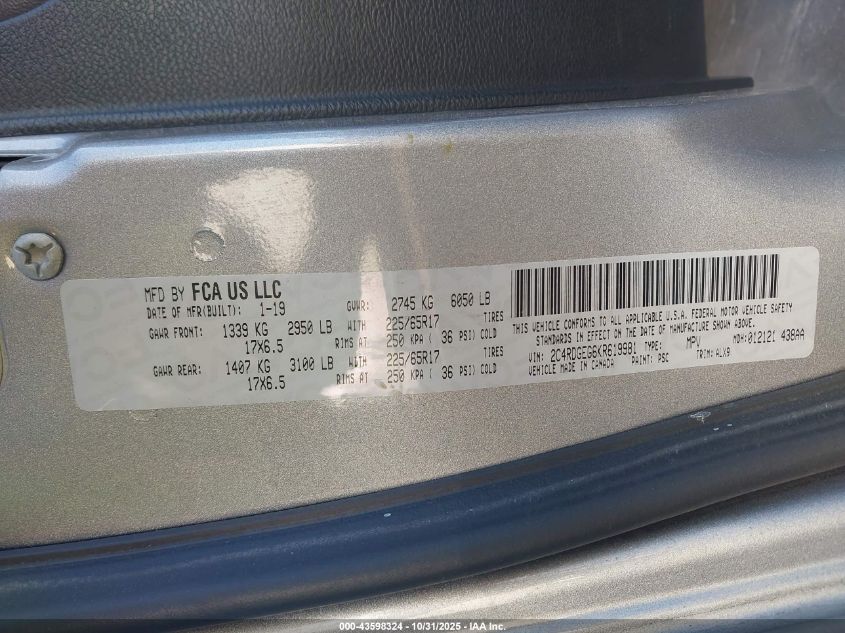 MFD BY FCA US LLC
DATE OF MFR(BUILT): 1-19 GVWR: 2745 KG 6050 LB
GAWR FRONT: 1339 KG 2950 LB WITH 225/65R17 TIRES
17X6.5 RIMS AT 250 KPA ( 36 PSI) COLD
GAWR REAR: 1407 KG 3100 LB WITH 225/65R17 TIRES
17X6.5 RIMS AT 250 KPA ( 36 PSI) COLD
THIS VEHICLE CONFORMS TO ALL APPLICABLE U.S.A. FEDERAL MOTOR VEHICLE SAFETY
STANDARDS IN EFFECT ON THE DATE OF MANUFACTURE SHOWN ABOVE.
VIN: 2C4RDGEG6KR619991 TYPE: MPV MDH: 012121 438AA
VEHICLE MADE IN CANADA PAINT: PSC TRIM: ALX9
000-43598324 - 10/31/2025 - IAA Inc.